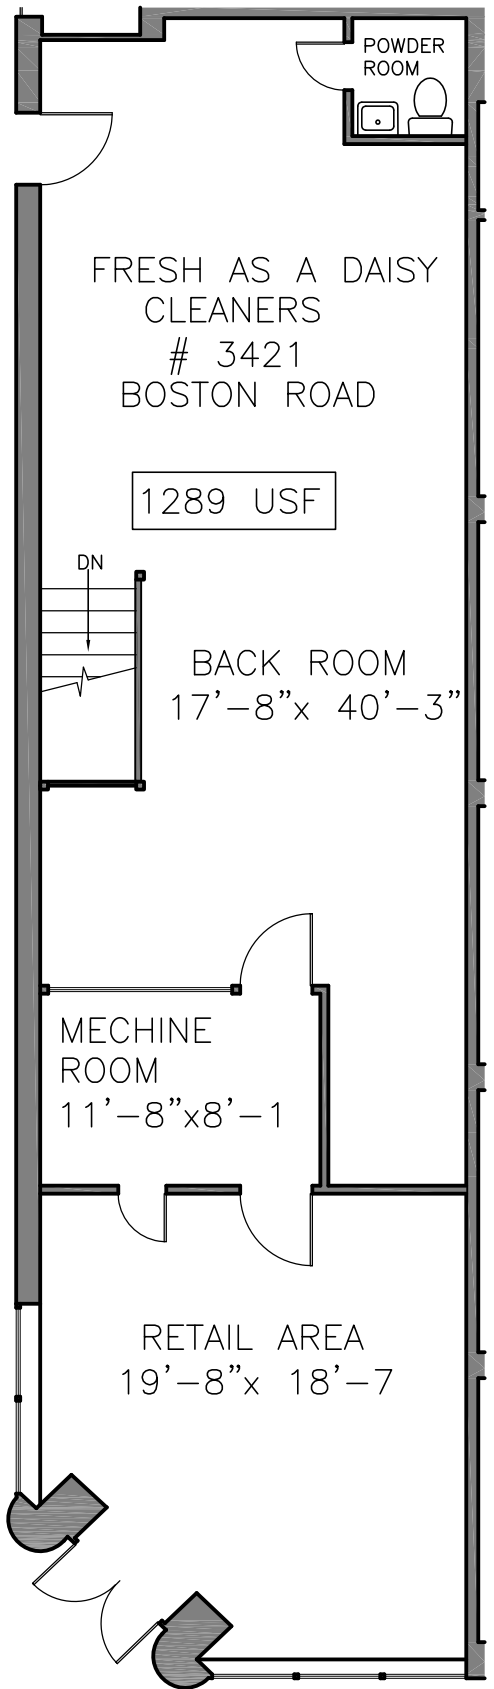 POWDER
ROOM
FRESH AS A DAISY
CLEANERS
# 3421
BOSTON ROAD
1289 USF
DN
BACK ROOM
17'-8"x 40'-3"
MECHINE
ROOM
11'-8"x8'-1
RETAIL AREA
19'-8"x 18'-7